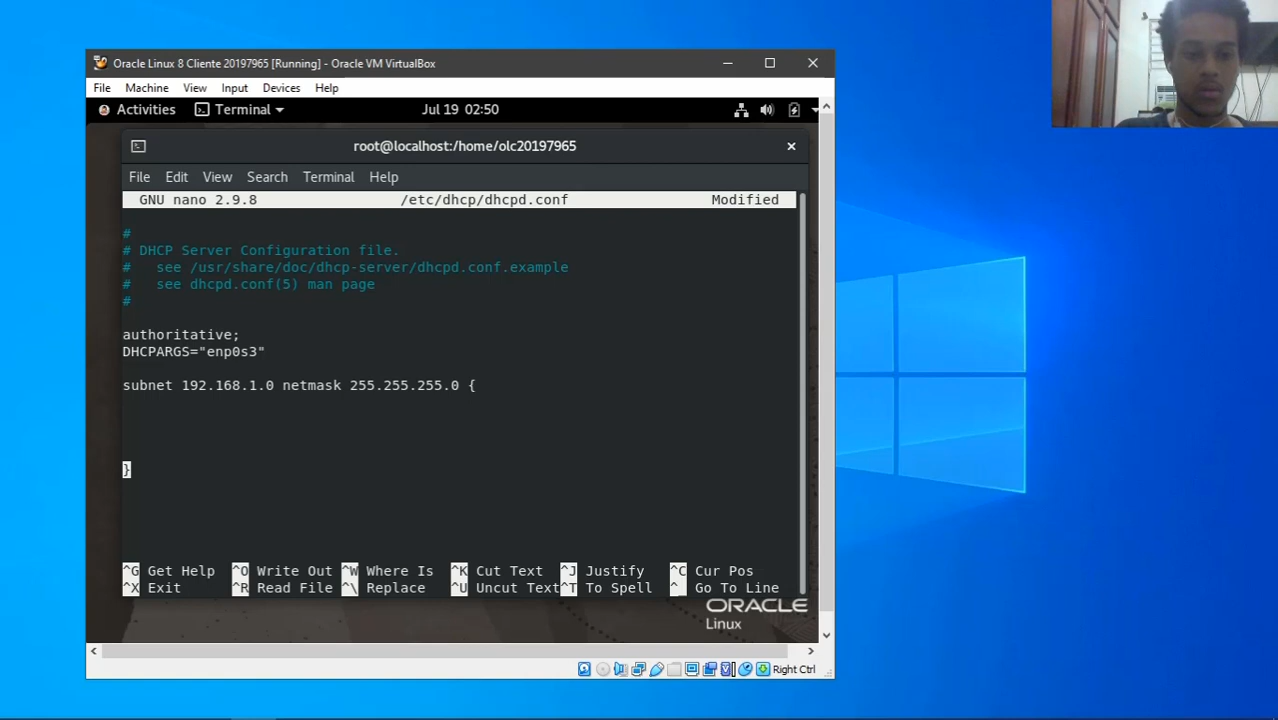 Oracle Linux 8 Cliente 20197965 [Running] - Oracle VM VirtualBox
File Machine View Input Devices Help
Activities Terminal Jul 19 02:50
root@localhost:/home/olc20197965
File Edit View Search Terminal Help
GNU nano 2.9.8 /etc/dhcp/dhcpd.conf Modified
#
# DHCP Server Configuration file.
#   see /usr/share/doc/dhcp-server/dhcpd.conf.example
#   see dhcpd.conf(5) man page
#
authoritative;
DHCPARGS="enp0s3"
subnet 192.168.1.0 netmask 255.255.255.0 {
}
^G Get Help ^O Write Out ^W Where Is ^K Cut Text ^J Justify ^C Cur Pos
^X Exit ^R Read File ^\ Replace ^U Uncut Text ^T To Spell ^_ Go To Line
ORACLE
Linux
Right Ctrl